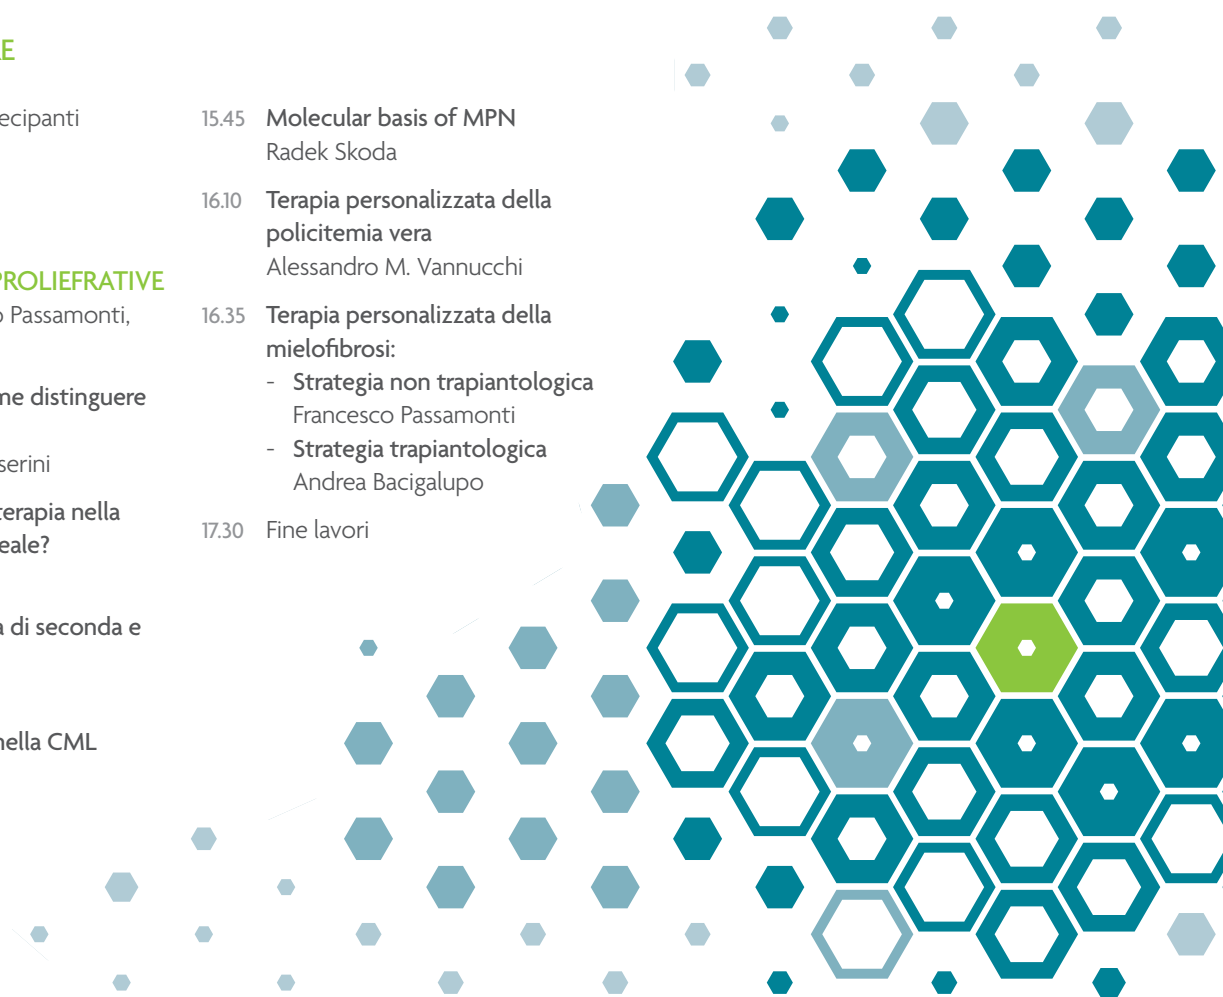 E
ecipanti
PROLIEFRATIVE
o Passamonti,
me distinguere
serini
terapia nella
eale?
a di seconda e
nella CML
15.45 Molecular basis of MPN
Radek Skoda
16.10 Terapia personalizzata della
policitemia vera
Alessandro M. Vannucchi
16.35 Terapia personalizzata della
mielofibrosi:
- Strategia non trapiantologica
Francesco Passamonti
- Strategia trapiantologica
Andrea Bacigalupo
17.30 Fine lavori